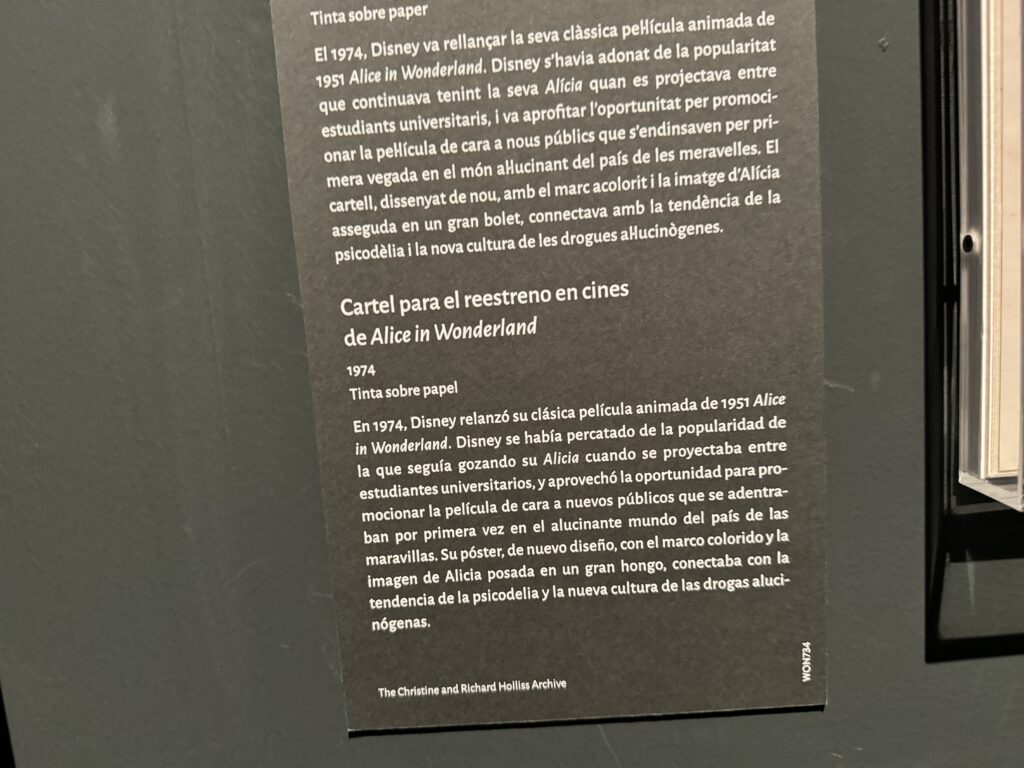 Tinta sobre paper
El 1974, Disney va rellançar la seva clàssica pel·lícula animada de
1951 Alice in Wonderland. Disney s'havia adonat de la popularitat
que continuava tenint la seva Alícia quan es projectava entre
estudiants universitaris, i va aprofitar l'oportunitat per promoci-
onar la pel·lícula de cara a nous públics que s'endinsaven per pri-
mera vegada en el món al·lucinant del país de les meravelles. El
cartell, dissenyat de nou, amb el marc acolorit i la imatge d'Alícia
asseguda en un gran bolet, connectava amb la tendència de la
psicodèlia i la nova cultura de les drogues al·lucinògenes.
Cartel para el reestreno en cines
de Alice in Wonderland
1974
Tinta sobre papel
En 1974, Disney relanzó su clásica película animada de 1951 Alice
in Wonderland. Disney se había percatado de la popularidad de
la que seguía gozando su Alicia cuando se proyectaba entre
estudiantes universitarios, y aprovechó la oportunidad para pro-
mocionar la película de cara a nuevos públicos que se adentra-
ban por primera vez en el alucinante mundo del país de las
maravillas. Su póster, de nuevo diseño, con el marco colorido y la
imagen de Alicia posada en un gran hongo, conectaba con la
tendencia de la psicodelia y la nueva cultura de las drogas aluci-
nógenas.
The Christine and Richard Holliss Archive
WON734